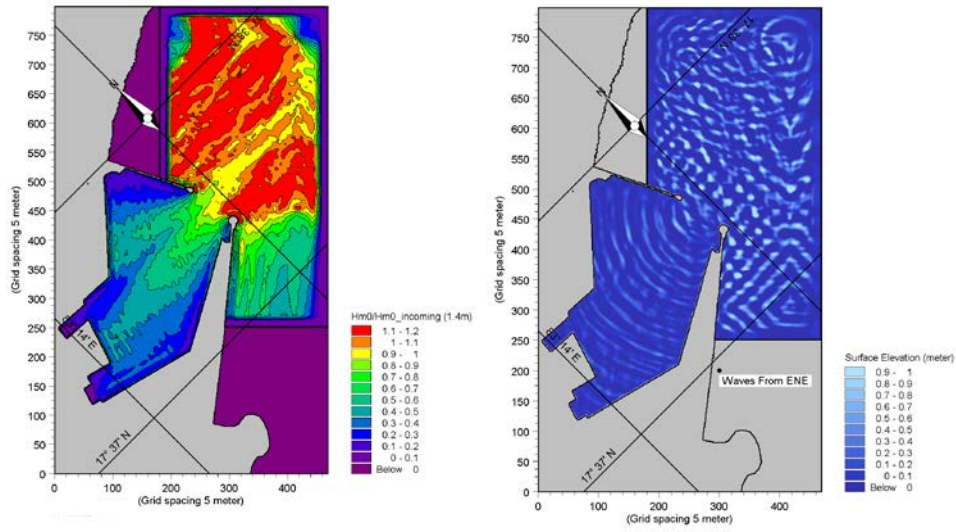 800
750
700
650
600
550
500
450
400
350
300
250
200
150
100
50
0
(Grid spacing 5 meter)
0 100 200 300 400
(Grid spacing 5 meter)
N
17° 37' N
14° E
Hm0/Hm0_incoming (1.4m)
1.1 - 1.2
1 - 1.1
0.9 - 1
0.8 - 0.9
0.7 - 0.8
0.6 - 0.7
0.5 - 0.6
0.4 - 0.5
0.3 - 0.4
0.2 - 0.3
0.1 - 0.2
0 - 0.1
Below 0
800
750
700
650
600
550
500
450
400
350
300
250
200
150
100
50
0
(Grid spacing 5 meter)
0 100 200 300 400
(Grid spacing 5 meter)
N
14° E
17° 37' N
Waves From ENE
Surface Elevation (meter)
0.9 - 1
0.8 - 0.9
0.7 - 0.8
0.6 - 0.7
0.5 - 0.6
0.4 - 0.5
0.3 - 0.4
0.2 - 0.3
0.1 - 0.2
0 - 0.1
Below 0